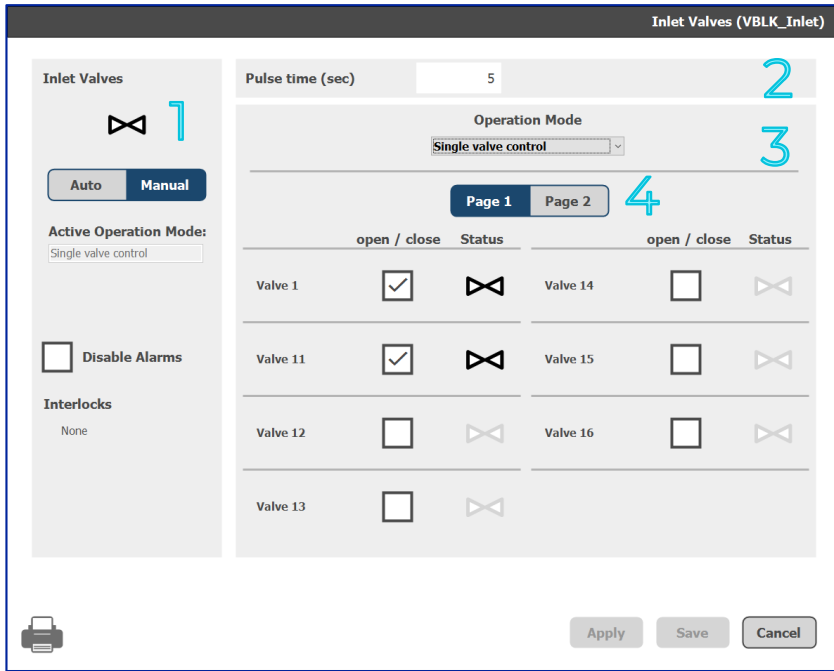 Inlet Valves (VBLK_Inlet)
Inlet Valves
1
Auto Manual
Active Operation Mode:
Single valve control
Disable Alarms
Interlocks
None
Pulse time (sec) 5
2
Operation Mode
Single valve control
3
Page 1 Page 2
4
open / close Status open / close Status
Valve 1 Valve 14
Valve 11 Valve 15
Valve 12 Valve 16
Valve 13
Apply Save Cancel